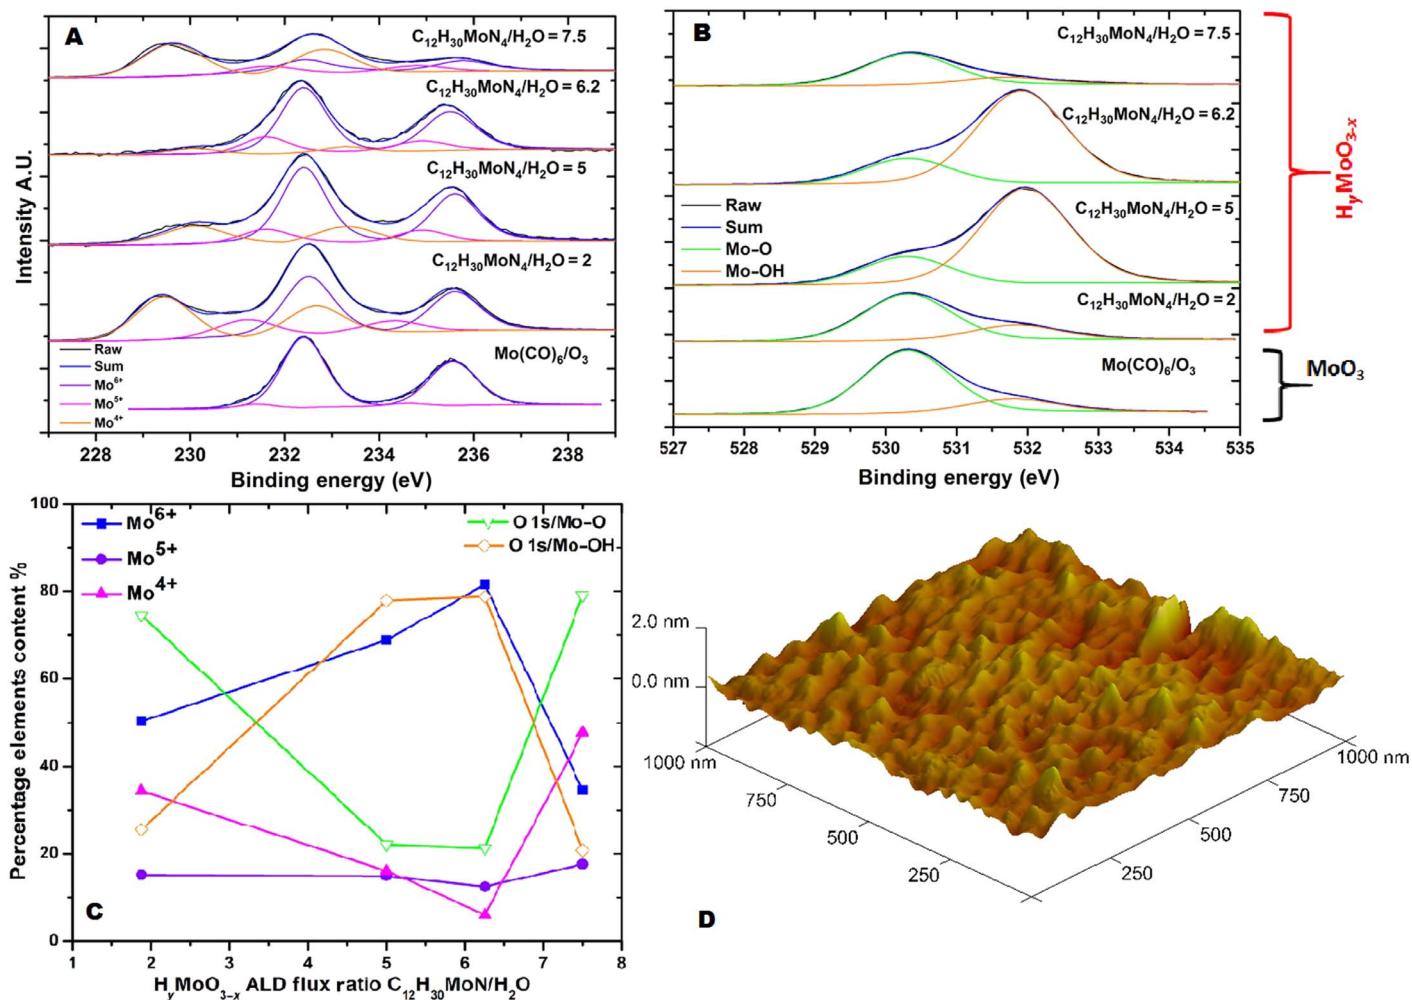 A
C₁₂H₃₀MoN₄/H₂O = 7.5
C₁₂H₃₀MoN₄/H₂O = 6.2
C₁₂H₃₀MoN₄/H₂O = 5
C₁₂H₃₀MoN₄/H₂O = 2
Mo(CO)₆/O₃
Raw
Sum
Mo⁶⁺
Mo⁵⁺
Mo⁴⁺
Intensity A.U.
228 230 232 234 236 238
Binding energy (eV)
B
C₁₂H₃₀MoN₄/H₂O = 7.5
C₁₂H₃₀MoN₄/H₂O = 6.2
C₁₂H₃₀MoN₄/H₂O = 5
Raw
Sum
Mo–O
Mo–OH
C₁₂H₃₀MoN₄/H₂O = 2
Mo(CO)₆/O₃
527 528 529 530 531 532 533 534 535
Binding energy (eV)
HyMoO₃₋ₓ
MoO₃
100
80
60
40
20
0
Percentage elements content %
Mo⁶⁺
Mo⁵⁺
Mo⁴⁺
O 1s/Mo–O
O 1s/Mo–OH
C
1 2 3 4 5 6 7 8
HyMoO₃₋ₓ ALD flux ratio C₁₂H₃₀MoN/H₂O
2.0 nm
0.0 nm
1000 nm
750
500
250
250
500
750
1000 nm
D